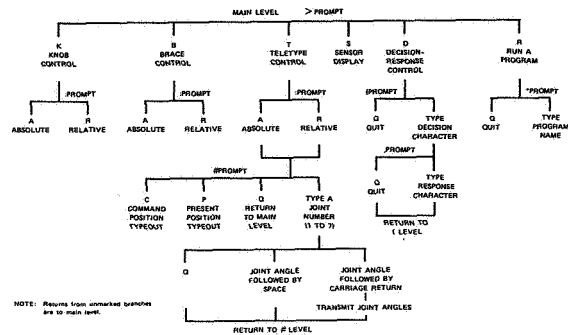 MAIN LEVEL >PROMPT
K B T S D R
KNOB BRACE TELETYPE SENSOR DECISION- RUN A
CONTROL CONTROL CONTROL DISPLAY RESPONSE PROGRAM
CONTROL
:PROMPT :PROMPT :PROMPT PROMPT *PROMPT
A R A R A R Q TYPE Q TYPE
ABSOLUTE RELATIVE ABSOLUTE RELATIVE ABSOLUTE RELATIVE QUIT DECISION QUIT PROGRAM
CHARACTER NAME
#PROMPT PROMPT
C P Q TYPE A Q TYPE
COMMAND PRESENT RETURN JOINT QUIT RESPONSE
POSITION POSITION TO MAIN NUMBER CHARACTER
TYPEOUT TYPEOUT LEVEL (1 TO 7)
RETURN TO
( LEVEL
Q JOINT ANGLE JOINT ANGLE
FOLLOWED BY FOLLOWED BY
SPACE CARRIAGE RETURN
TRANSMIT JOINT ANGLES
NOTE: Returns from unmarked branches
are to main level.
RETURN TO # LEVEL